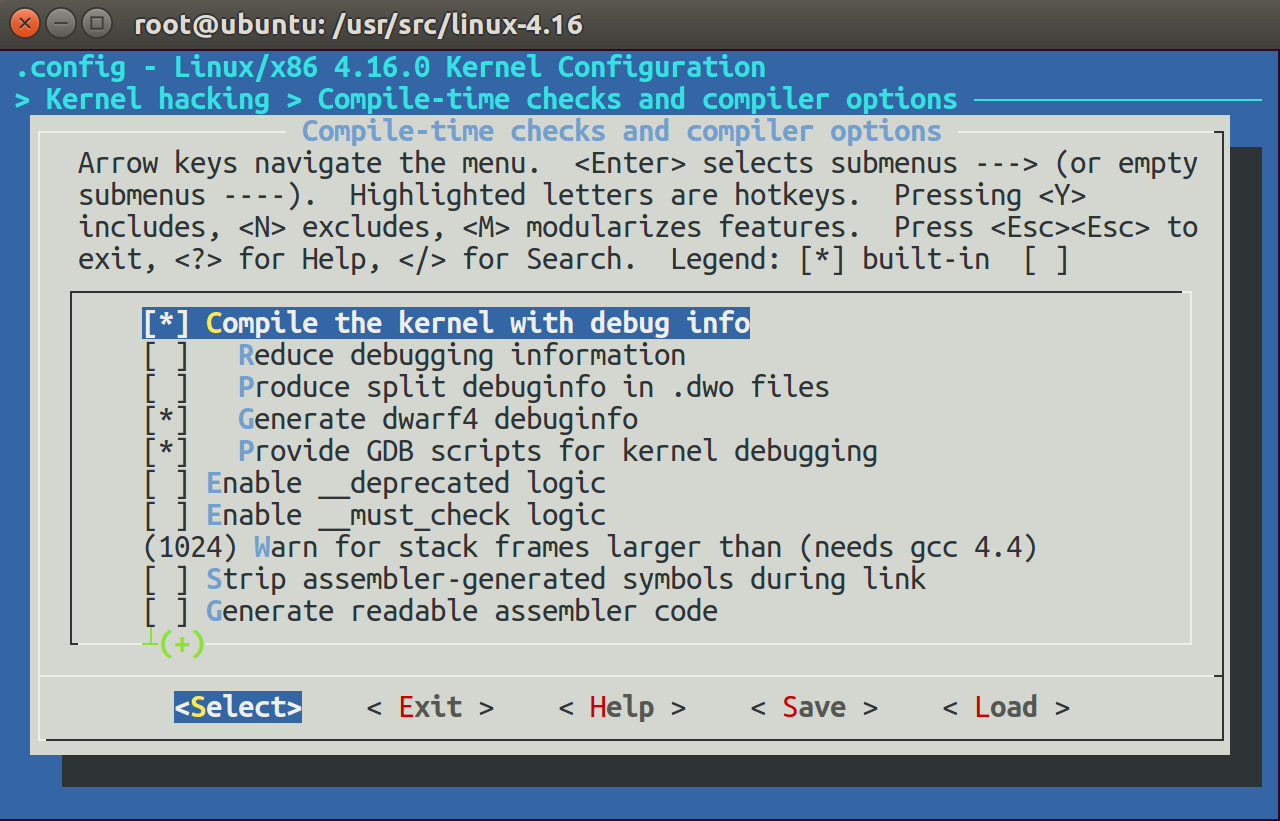 root@ubuntu: /usr/src/linux-4.16
.config - Linux/x86 4.16.0 Kernel Configuration
> Kernel hacking > Compile-time checks and compiler options
Compile-time checks and compiler options
Arrow keys navigate the menu.  <Enter> selects submenus ---> (or empty
submenus ----).  Highlighted letters are hotkeys.  Pressing <Y>
includes, <N> excludes, <M> modularizes features.  Press <Esc><Esc> to
exit, <?> for Help, </> for Search.  Legend: [*] built-in  [ ]
[*] Compile the kernel with debug info
[ ]   Reduce debugging information
[ ]   Produce split debuginfo in .dwo files
[*]   Generate dwarf4 debuginfo
[*]   Provide GDB scripts for kernel debugging
[ ] Enable __deprecated logic
[ ] Enable __must_check logic
(1024) Warn for stack frames larger than (needs gcc 4.4)
[ ] Strip assembler-generated symbols during link
[ ] Generate readable assembler code
┴(+)
<Select>    < Exit >    < Help >    < Save >    < Load >